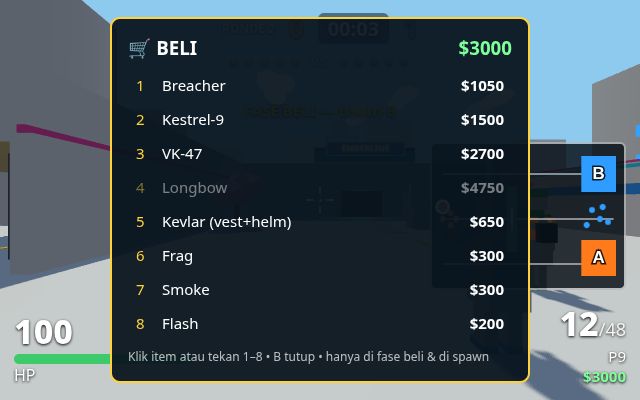 🛒 BELI $3000
1 Breacher $1050
2 Kestrel-9 $1500
3 VK-47 $2700
4 Longbow $4750
5 Kevlar (vest+helm) $650
6 Frag $300
7 Smoke $300
8 Flash $200
Klik item atau tekan 1–8 • B tutup • hanya di fase beli & di spawn
00:03
B
A
100
HP
12/48
P9
$3000